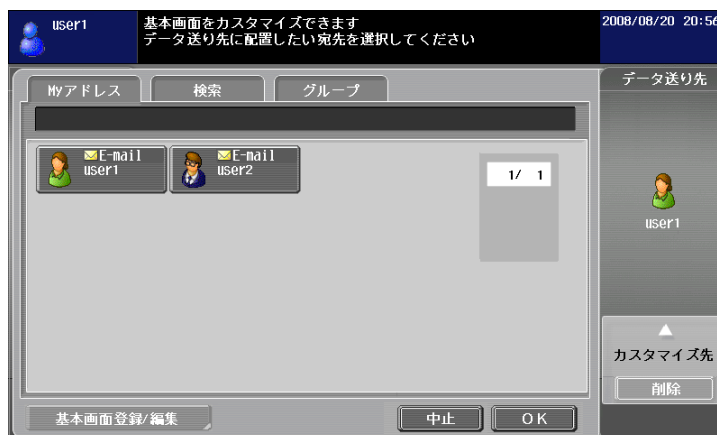 user1
基本画面をカスタマイズできます
データ送り先に配置したい宛先を選択してください
2008/08/20 20:56
データ送り先
Myアドレス
検索
グループ
E-mail
user1
E-mail
user2
1/ 1
user1
カスタマイズ先
削除
基本画面登録/編集
中止
OK